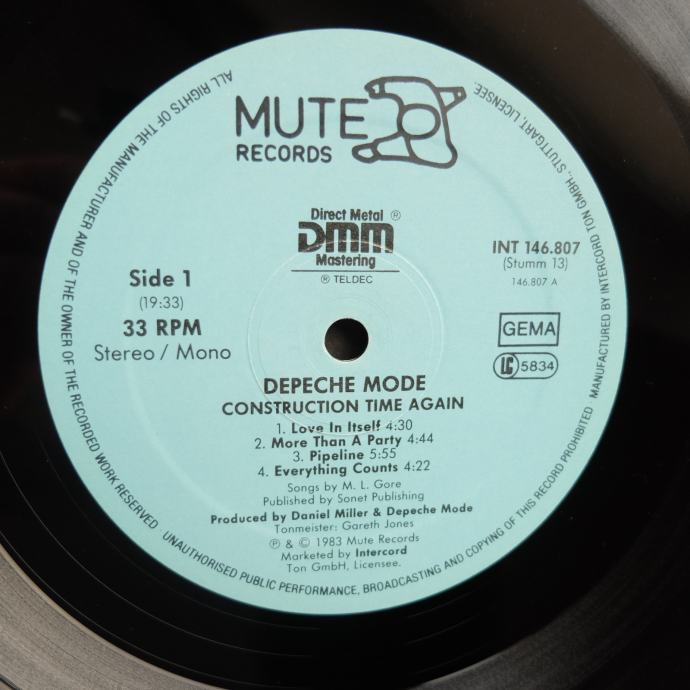 MUTE
RECORDS
Direct Metal ®
DMM
Mastering
® TELDEC
INT 146.807
(Stumm 13)
146.807 A
Side 1
(19:33)
33 RPM
Stereo / Mono
GEMA
LC 5834
DEPECHE MODE
CONSTRUCTION TIME AGAIN
1. Love In Itself 4:30
2. More Than A Party 4:44
3. Pipeline 5:55
4. Everything Counts 4:22
Songs by M. L. Gore
Published by Sonet Publishing
Produced by Daniel Miller & Depeche Mode
Tonmeister: Gareth Jones
℗ & © 1983 Mute Records
Marketed by Intercord
Ton GmbH, Licensee.
ALL RIGHTS OF THE MANUFACTURER AND OF THE OWNER OF THE RECORDED WORK RESERVED · UNAUTHORISED PUBLIC PERFORMANCE, BROADCASTING AND COPYING OF THIS RECORD PROHIBITED · MANUFACTURED BY INTERCORD TON GMBH., STUTTGART, LICENSEE.